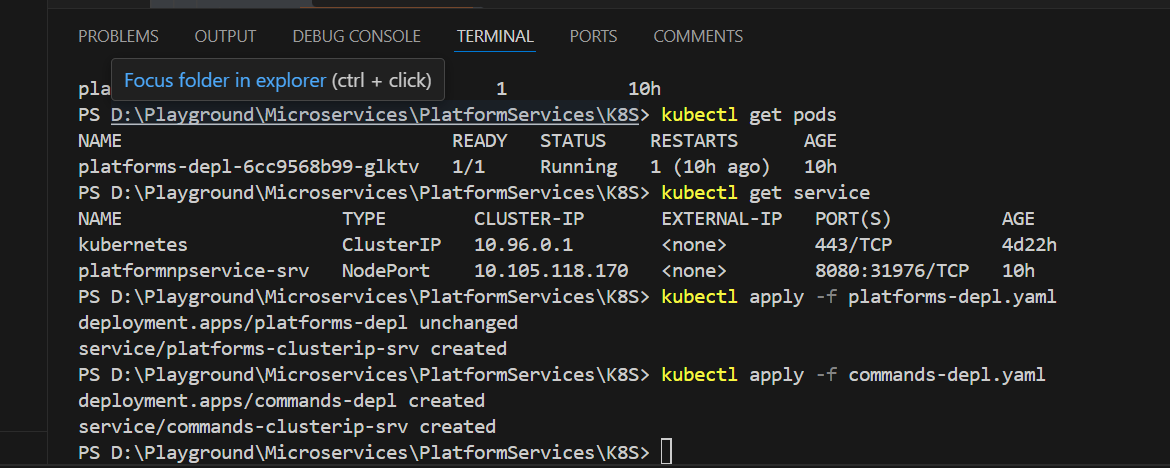 PROBLEMS OUTPUT DEBUG CONSOLE TERMINAL PORTS COMMENTS
Focus folder in explorer (ctrl + click)
pla 1 10h
PS D:\Playground\Microservices\PlatformServices\K8S> kubectl get pods
NAME READY STATUS RESTARTS AGE
platforms-depl-6cc9568b99-glktv 1/1 Running 1 (10h ago) 10h
PS D:\Playground\Microservices\PlatformServices\K8S> kubectl get service
NAME TYPE CLUSTER-IP EXTERNAL-IP PORT(S) AGE
kubernetes ClusterIP 10.96.0.1 <none> 443/TCP 4d22h
platformnpservice-srv NodePort 10.105.118.170 <none> 8080:31976/TCP 10h
PS D:\Playground\Microservices\PlatformServices\K8S> kubectl apply -f platforms-depl.yaml
deployment.apps/platforms-depl unchanged
service/platforms-clusterip-srv created
PS D:\Playground\Microservices\PlatformServices\K8S> kubectl apply -f commands-depl.yaml
deployment.apps/commands-depl created
service/commands-clusterip-srv created
PS D:\Playground\Microservices\PlatformServices\K8S>